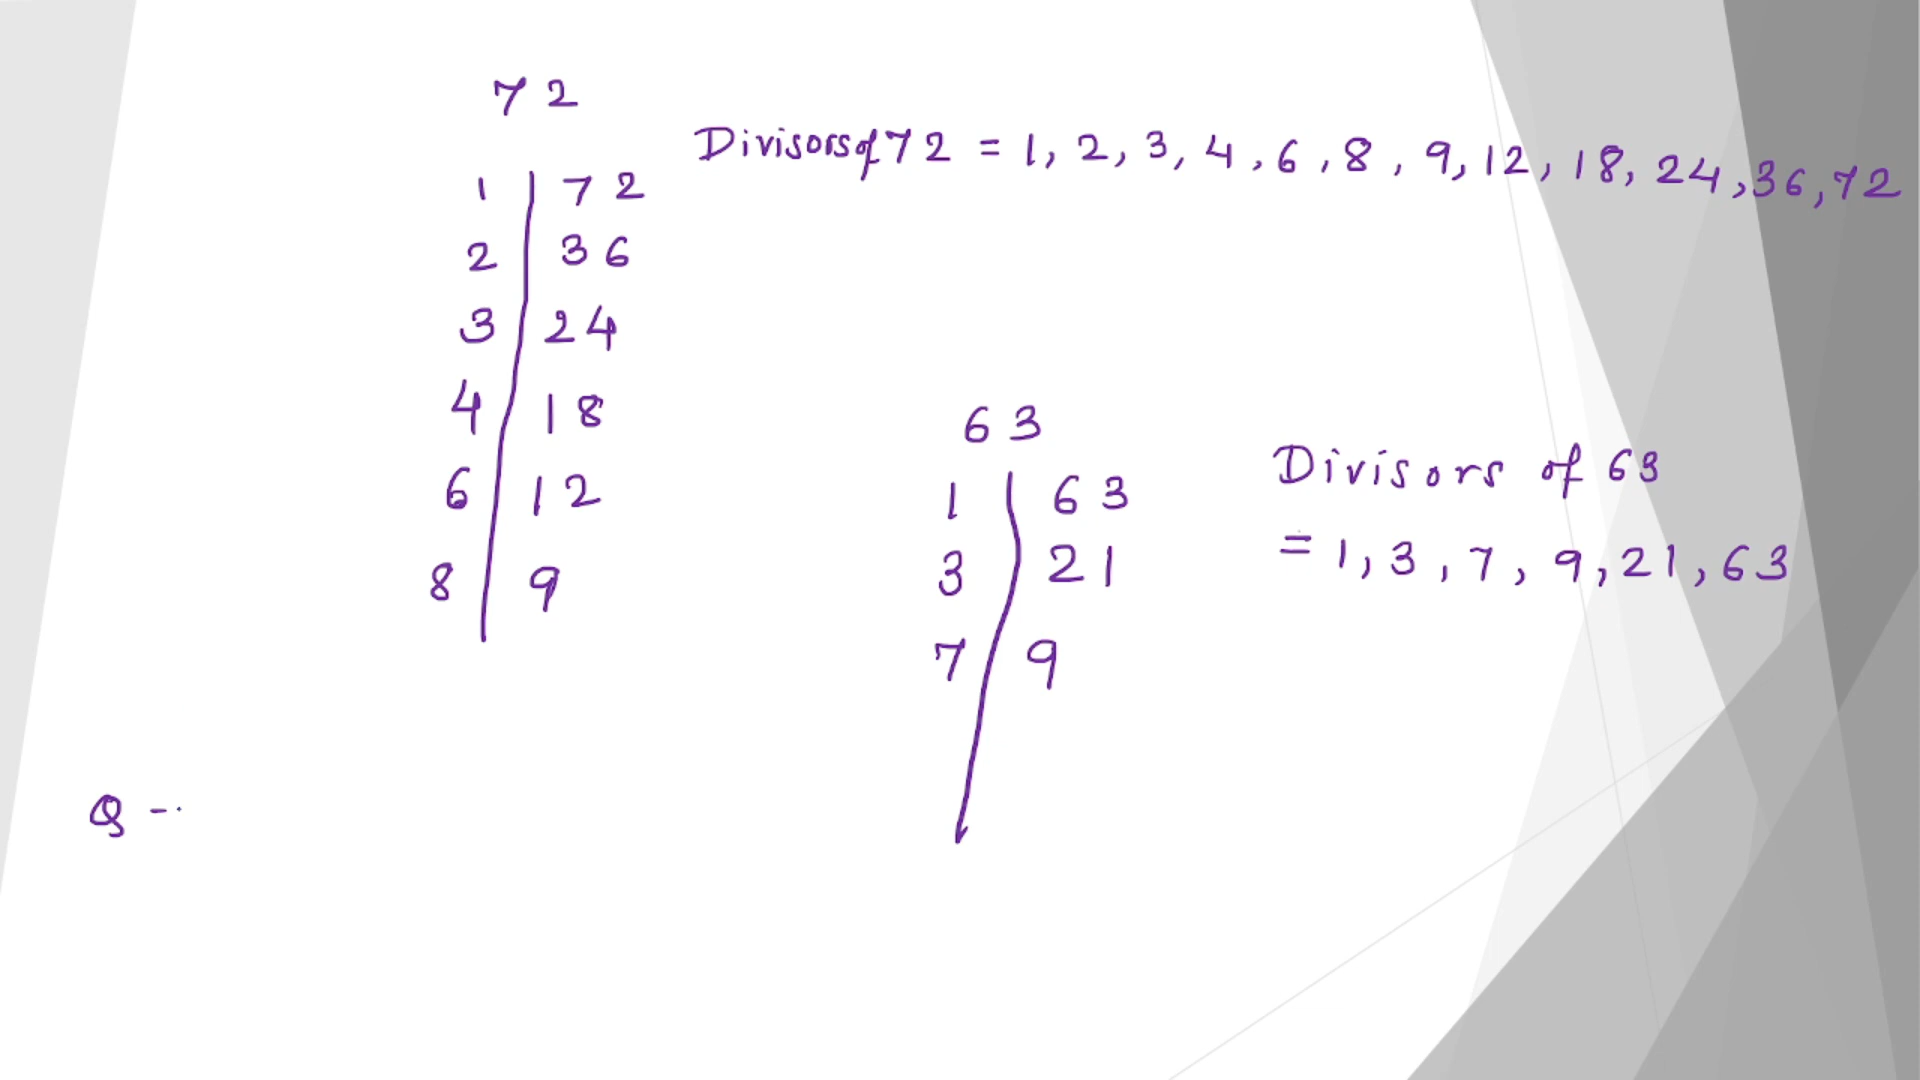 72
Divisors of 72 = 1, 2, 3, 4, 6, 8, 9, 12, 18, 24, 36, 72
1 | 72
2 | 36
3 | 24
4 | 18
6 | 12
8 | 9
63
1 | 63
3 | 21
7 | 9
Divisors of 63
= 1, 3, 7, 9, 21, 63
Q -.